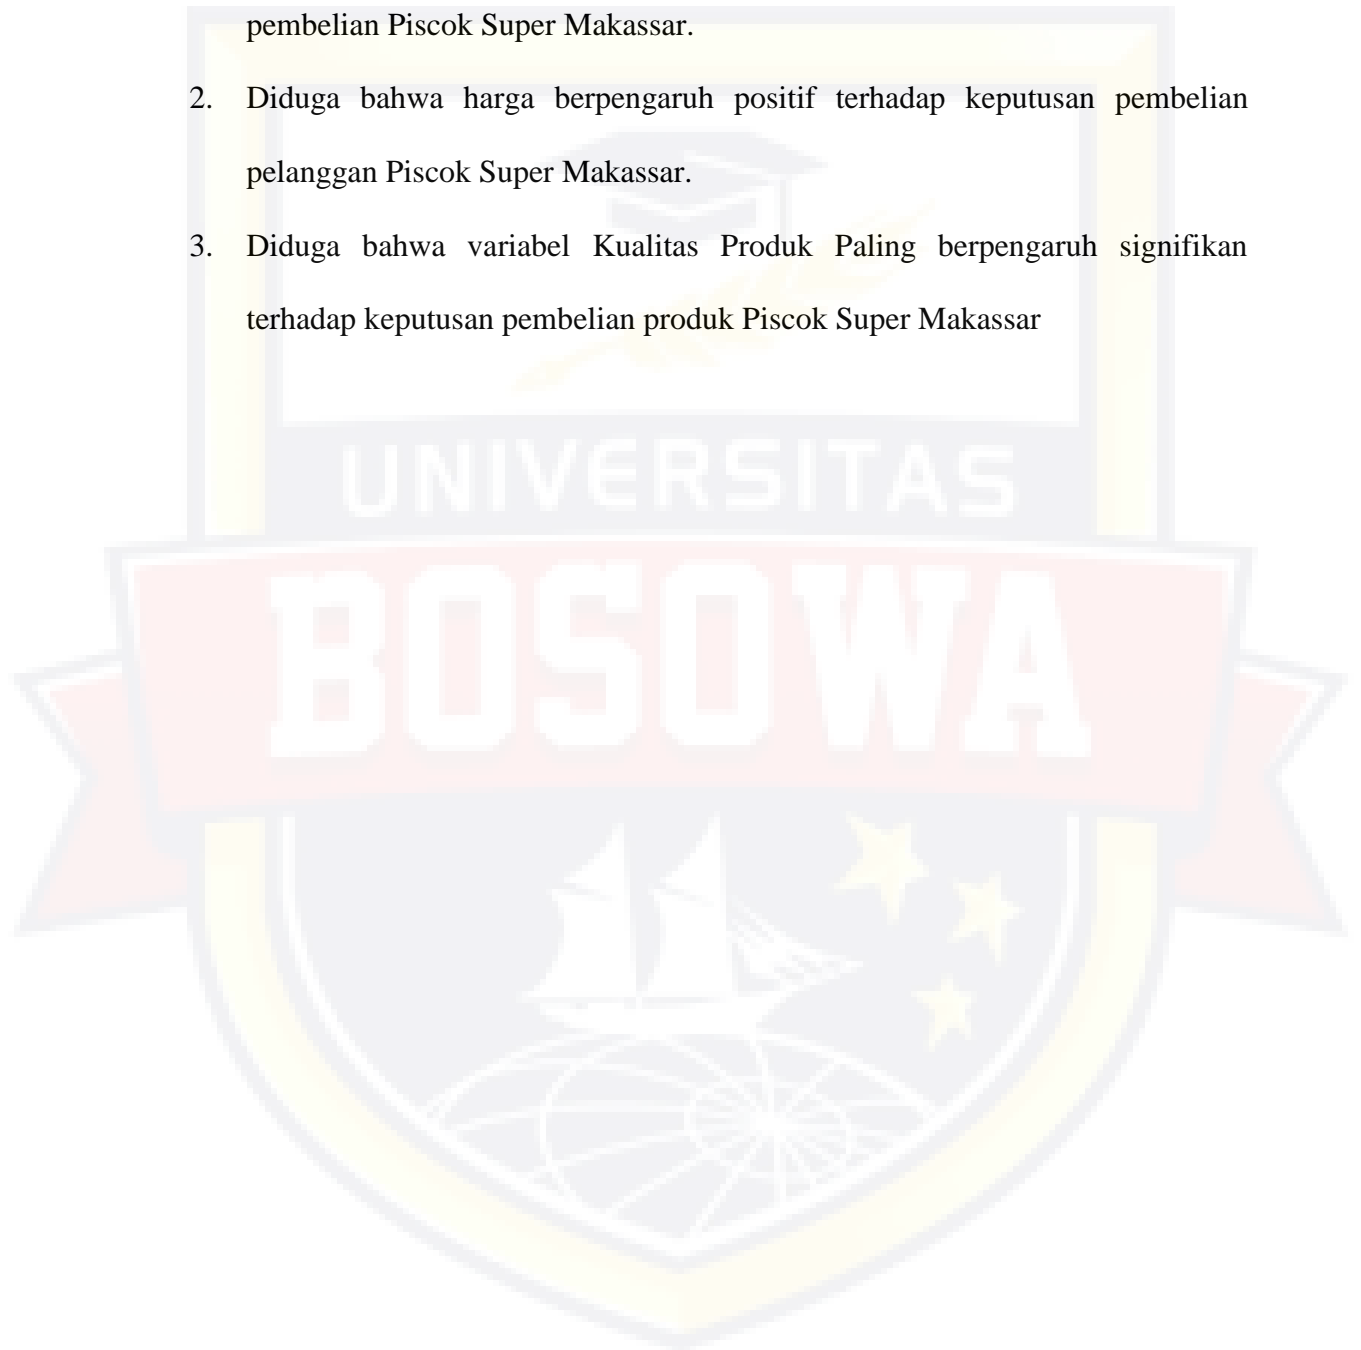 pembelian Piscok Super Makassar.
2. Diduga bahwa harga berpengaruh positif terhadap keputusan pembelian
pelanggan Piscok Super Makassar.
3. Diduga bahwa variabel Kualitas Produk Paling berpengaruh signifikan
terhadap keputusan pembelian produk Piscok Super Makassar
UNIVERSITAS
BOSOWA